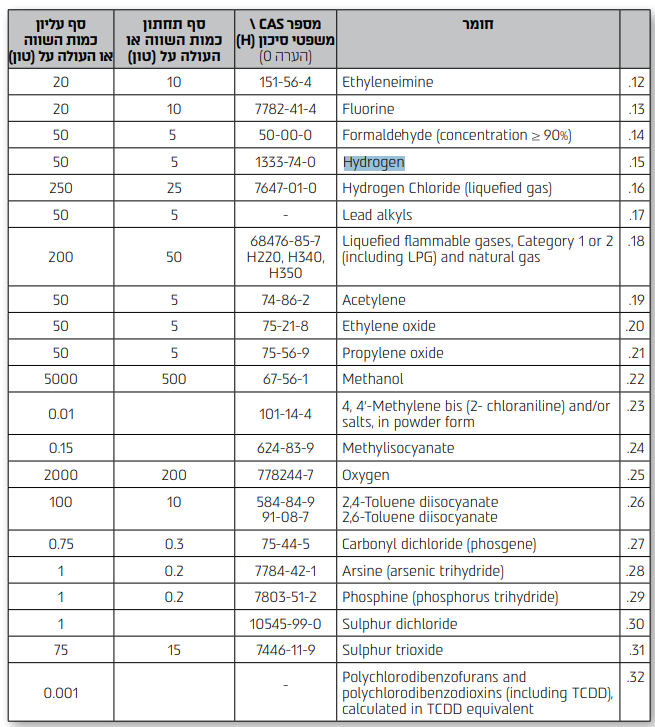 חומר
מספר CAS \
משפטי סיכון (H)
(הערה 0)
סף תחתון
כמות השווה או
העולה על (טון)
סף עליון
כמות השווה
או העולה על (טון)
.12 Ethyleneimine 151-56-4 10 20
.13 Fluorine 7782-41-4 10 20
.14 Formaldehyde (concentration ≥ 90%) 50-00-0 5 50
.15 Hydrogen 1333-74-0 5 50
.16 Hydrogen Chloride (liquefied gas) 7647-01-0 25 250
.17 Lead alkyls - 5 50
.18 Liquefied flammable gases, Category 1 or 2
(including LPG) and natural gas
68476-85-7
H220, H340,
H350
50 200
.19 Acetylene 74-86-2 5 50
.20 Ethylene oxide 75-21-8 5 50
.21 Propylene oxide 75-56-9 5 50
.22 Methanol 67-56-1 500 5000
.23 4, 4'-Methylene bis (2- chloraniline) and/or
salts, in powder form
101-14-4 0.01
.24 Methylisocyanate 624-83-9 0.15
.25 Oxygen 778244-7 200 2000
.26 2,4-Toluene diisocyanate
2,6-Toluene diisocyanate
584-84-9
91-08-7
10 100
.27 Carbonyl dichloride (phosgene) 75-44-5 0.3 0.75
.28 Arsine (arsenic trihydride) 7784-42-1 0.2 1
.29 Phosphine (phosphorus trihydride) 7803-51-2 0.2 1
.30 Sulphur dichloride 10545-99-0 1
.31 Sulphur trioxide 7446-11-9 15 75
.32 Polychlorodibenzofurans and
polychlorodibenzodioxins (including TCDD),
calculated in TCDD equivalent
- 0.001